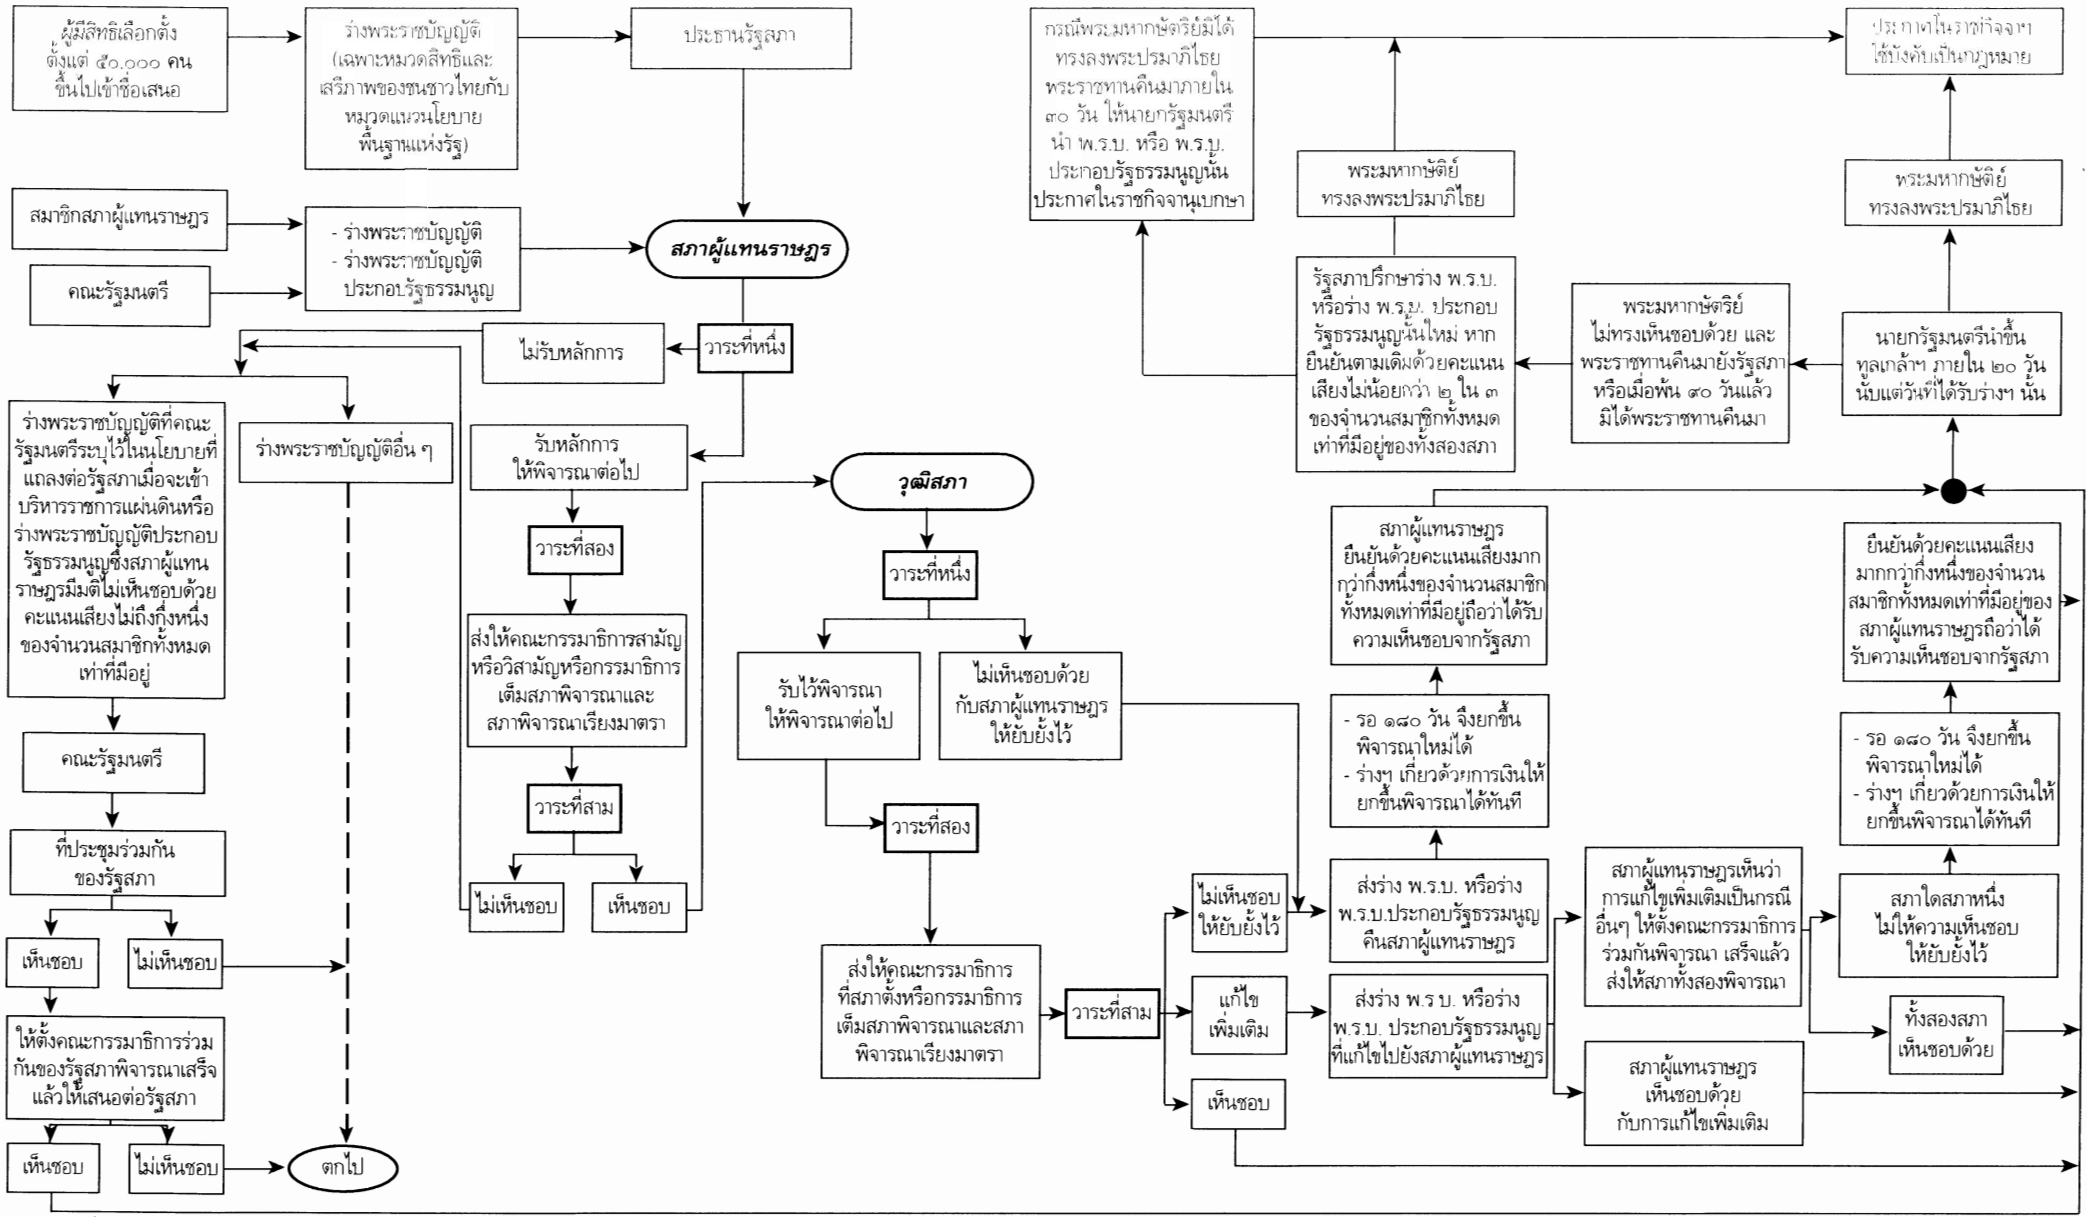 ผู้มีสิทธิเลือกตั้ง
ตั้งแต่ ๕๐.๐๐๐ คน
ขึ้นไปเข้าชื่อเสนอ
ร่างพระราชบัญญัติ
(เฉพาะหมวดสิทธิและ
เสรีภาพของชนชาวไทยกับ
หมวดแนวนโยบาย
พื้นฐานแห่งรัฐ)
ประธานรัฐสภา
สมาชิกสภาผู้แทนราษฎร
คณะรัฐมนตรี
- ร่างพระราชบัญญัติ
- ร่างพระราชบัญญัติ
ประกอบรัฐธรรมนูญ
สภาผู้แทนราษฎร
วาระที่หนึ่ง
ไม่รับหลักการ
ร่างพระราชบัญญัติที่คณะ
รัฐมนตรีระบุไว้ในนโยบายที่
แถลงต่อรัฐสภาเมื่อจะเข้า
บริหารราชการแผ่นดินหรือ
ร่างพระราชบัญญัติประกอบ
รัฐธรรมนูญซึ่งสภาผู้แทน
ราษฎรมีมติไม่เห็นชอบด้วย
คะแนนเสียงไม่ถึงกึ่งหนึ่ง
ของจำนวนสมาชิกทั้งหมด
เท่าที่มีอยู่
ร่างพระราชบัญญัติอื่น ๆ
คณะรัฐมนตรี
ที่ประชุมร่วมกัน
ของรัฐสภา
เห็นชอบ
ไม่เห็นชอบ
ให้ตั้งคณะกรรมาธิการร่วม
กันของรัฐสภาพิจารณาเสร็จ
แล้วให้เสนอต่อรัฐสภา
เห็นชอบ
ไม่เห็นชอบ
ตกไป
รับหลักการ
ให้พิจารณาต่อไป
วาระที่สอง
ส่งให้คณะกรรมาธิการสามัญ
หรือวิสามัญหรือกรรมาธิการ
เต็มสภาพิจารณาและ
สภาพิจารณาเรียงมาตรา
วาระที่สาม
ไม่เห็นชอบ
เห็นชอบ
วุฒิสภา
วาระที่หนึ่ง
รับไว้พิจารณา
ให้พิจารณาต่อไป
ไม่เห็นชอบด้วย
กับสภาผู้แทนราษฎร
ให้ยับยั้งไว้
วาระที่สอง
ส่งให้คณะกรรมาธิการ
ที่สภาตั้งหรือกรรมาธิการ
เต็มสภาพิจารณาและสภา
พิจารณาเรียงมาตรา
วาระที่สาม
ไม่เห็นชอบ
ให้ยับยั้งไว้
แก้ไข
เพิ่มเติม
เห็นชอบ
ส่งร่าง พ.ร.บ. หรือร่าง
พ.ร.บ.ประกอบรัฐธรรมนูญ
คืนสภาผู้แทนราษฎร
- รอ ๑๘๐ วัน จึงยกขึ้น
พิจารณาใหม่ได้
- ร่างฯ เกี่ยวด้วยการเงินให้
ยกขึ้นพิจารณาได้ทันที
สภาผู้แทนราษฎร
ยืนยันด้วยคะแนนเสียงมาก
กว่ากึ่งหนึ่งของจำนวนสมาชิก
ทั้งหมดเท่าที่มีอยู่ถือว่าได้รับ
ความเห็นชอบจากรัฐสภา
ส่งร่าง พ.ร บ. หรือร่าง
พ.ร.บ. ประกอบรัฐธรรมนูญ
ที่แก้ไขไปยังสภาผู้แทนราษฎร
สภาผู้แทนราษฎรเห็นว่า
การแก้ไขเพิ่มเติมเป็นกรณี
อื่นๆ ให้ตั้งคณะกรรมาธิการ
ร่วมกันพิจารณา เสร็จแล้ว
ส่งให้สภาทั้งสองพิจารณา
สภาผู้แทนราษฎร
เห็นชอบด้วย
กับการแก้ไขเพิ่มเติม
สภาใดสภาหนึ่ง
ไม่ให้ความเห็นชอบ
ให้ยับยั้งไว้
ทั้งสองสภา
เห็นชอบด้วย
- รอ ๑๘๐ วัน จึงยกขึ้น
พิจารณาใหม่ได้
- ร่างฯ เกี่ยวด้วยการเงินให้
ยกขึ้นพิจารณาได้ทันที
ยืนยันด้วยคะแนนเสียง
มากกว่ากึ่งหนึ่งของจำนวน
สมาชิกทั้งหมดเท่าที่มีอยู่ของ
สภาผู้แทนราษฎรถือว่าได้
รับความเห็นชอบจากรัฐสภา
นายกรัฐมนตรีนำขึ้น
ทูลเกล้าฯ ภายใน ๒๐ วัน
นับแต่วันที่ได้รับร่างฯ นั้น
พระมหากษัติย์
ทรงลงพระปรมาภิไธย
ประกาศในราชกิจจาฯ
ใช้บังคับเป็นกฎหมาย
พระมหากษัตริย์
ไม่ทรงเห็นชอบด้วย และ
พระราชทานคืนมายังรัฐสภา
หรือเมื่อพ้น ๙๐ วันแล้ว
มิได้พระราชทานคืนมา
รัฐสภาปรึกษาร่าง พ.ร.บ.
หรือร่าง พ.ร.บ. ประกอบ
รัฐธรรมนูญนั้นใหม่ หาก
ยืนยันตามเดิมด้วยคะแนน
เสียงไม่น้อยกว่า ๒ ใน ๓
ของจำนวนสมาชิกทั้งหมด
เท่าที่มีอยู่ของทั้งสองสภา
พระมหากษัติย์
ทรงลงพระปรมาภิไธย
กรณีพระมหากษัตริย์มิได้
ทรงลงพระปรมาภิไธย
พระราชทานคืนมาภายใน
๓๐ วัน ให้นายกรัฐมนตรี
นำ พ.ร.บ. หรือ พ.ร.บ.
ประกอบรัฐธรรมนูญนั้น
ประกาศในราชกิจจานุเบกษา